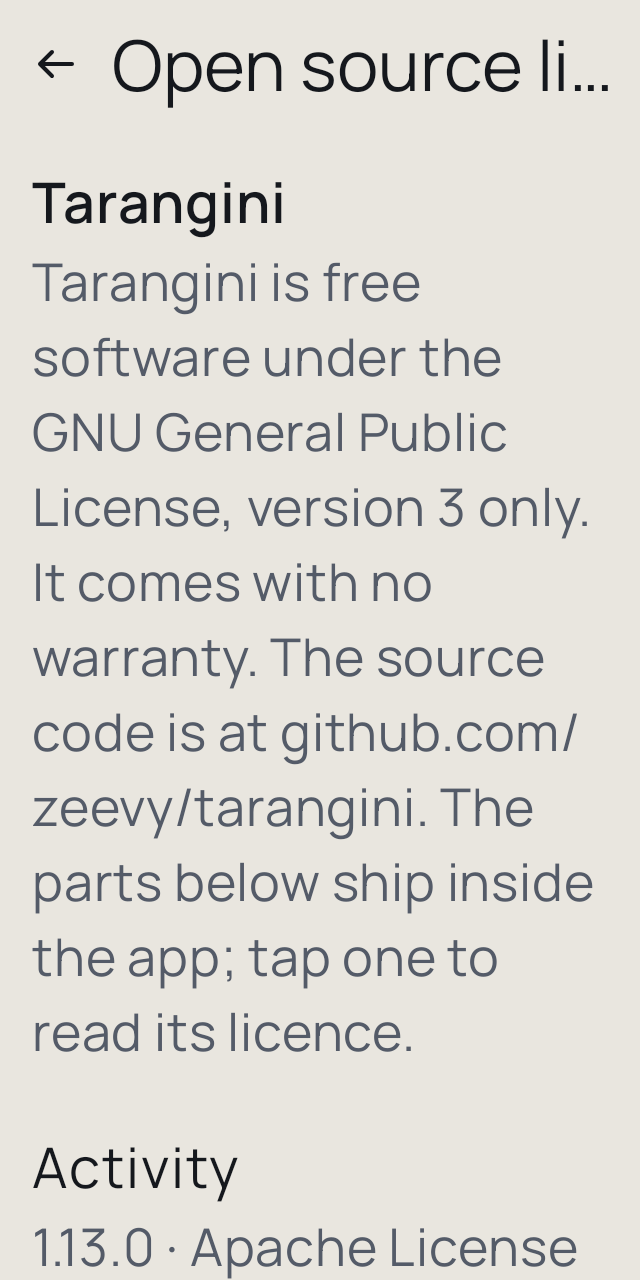 Open source li...
Tarangini
Tarangini is free
software under the
GNU General Public
License, version 3 only.
It comes with no
warranty. The source
code is at github.com/
zeevy/tarangini. The
parts below ship inside
the app; tap one to
read its licence.
Activity
1.13.0 · Apache License